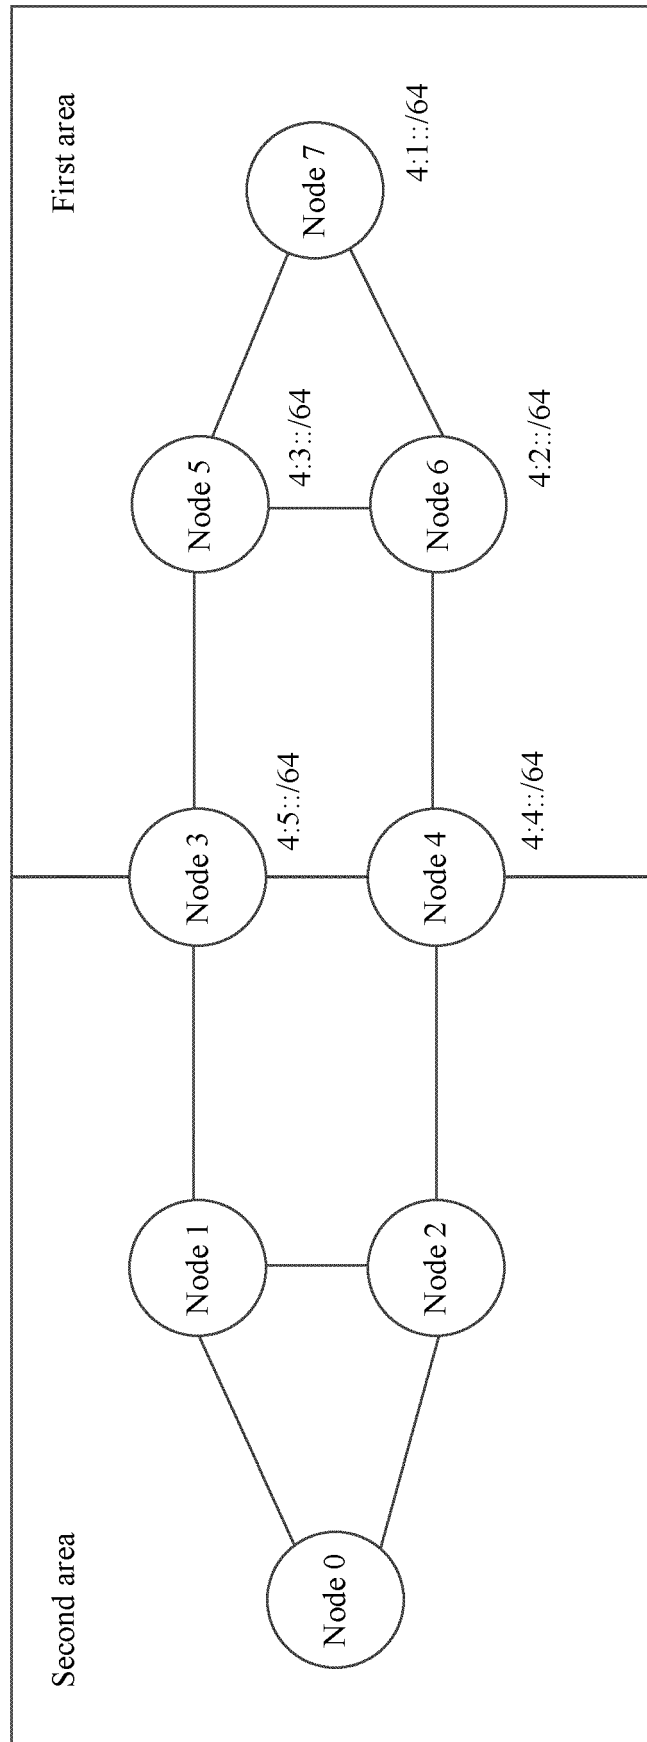 Second area
First area
Node 0
Node 1
Node 2
Node 3
4:5::/64
Node 4
4:4::/64
Node 5
4:3::/64
Node 6
4:2::/64
Node 7
4:1::/64